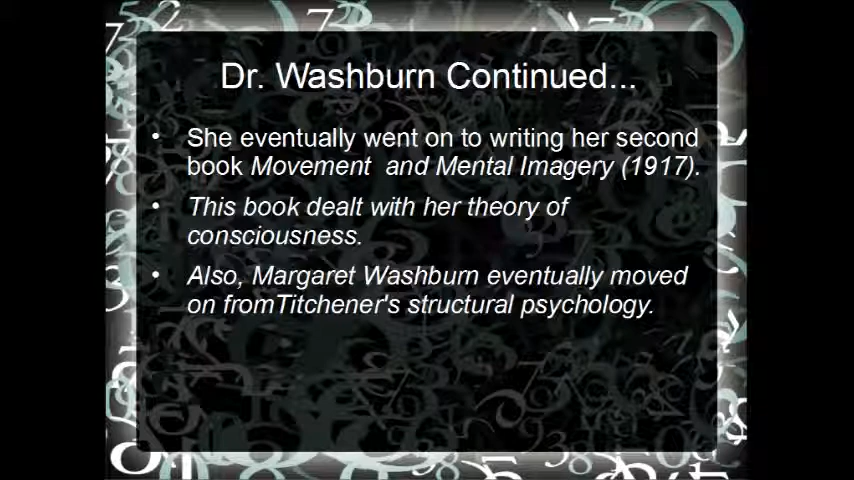 Dr. Washburn Continued...
• She eventually went on to writing her second
book Movement and Mental Imagery (1917).
• This book dealt with her theory of
consciousness.
• Also, Margaret Washburn eventually moved
on fromTitchener's structural psychology.